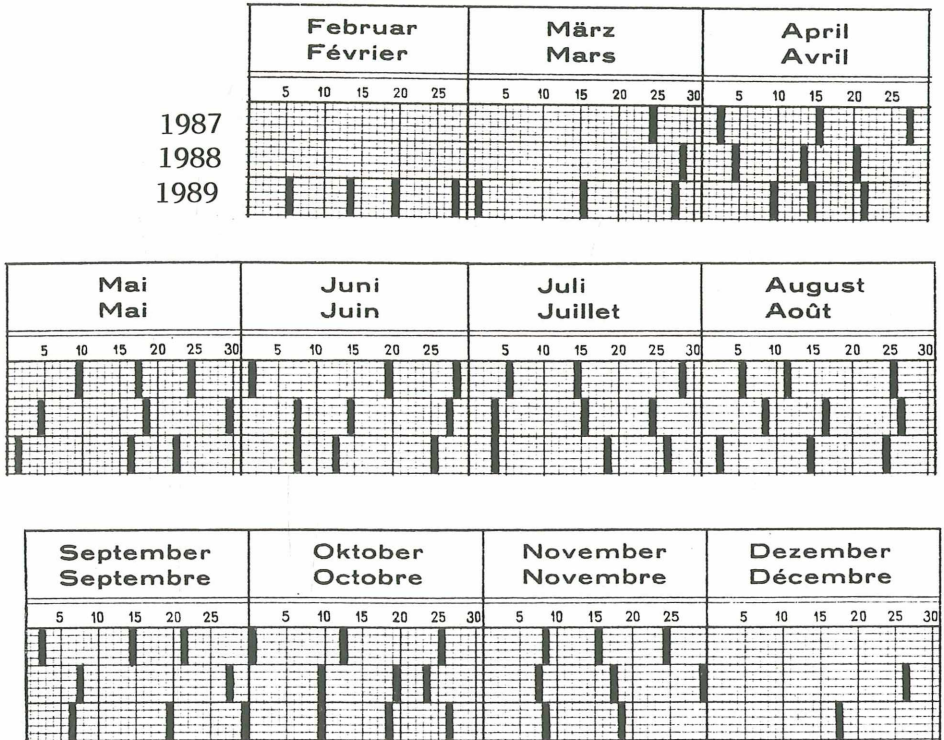 Februar März April
Février Mars Avril
5 10 15 20 25 5 10 15 20 25 30 5 10 15 20 25
1987
1988
1989
Mai Juni Juli August
Mai Juin Juillet Août
5 10 15 20 25 30 5 10 15 20 25 5 10 15 20 25 30 5 10 15 20 25 30
September Oktober November Dezember
Septembre Octobre Novembre Décembre
5 10 15 20 25 5 10 15 20 25 30 5 10 15 20 25 5 10 15 20 25 30